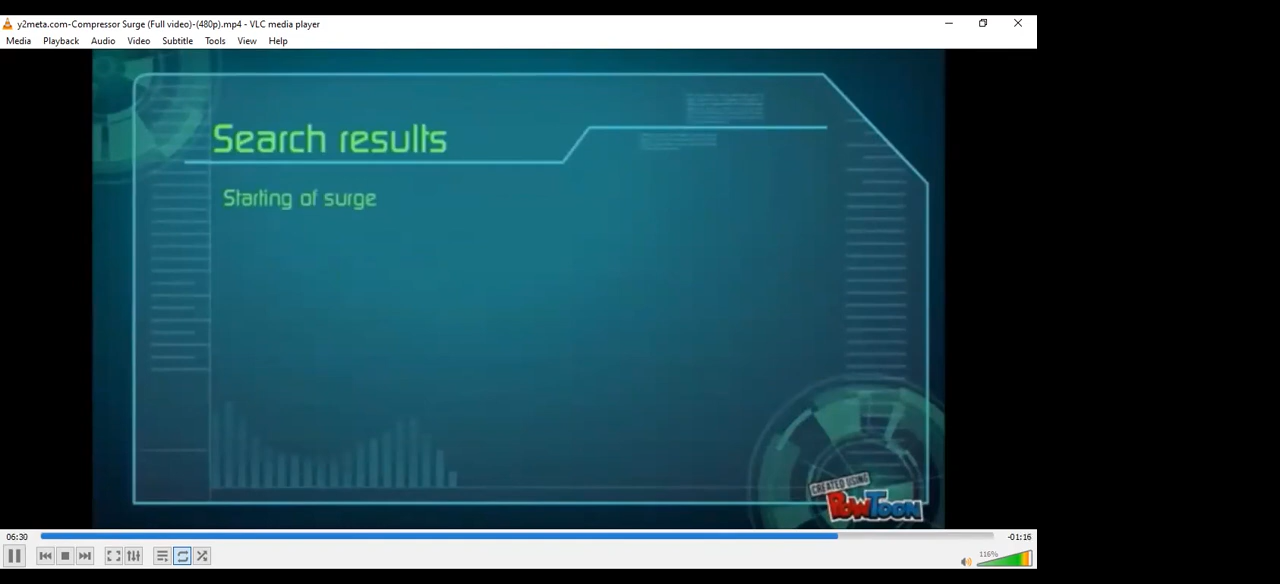 y2meta.com-Compressor Surge (Full video)-(480p).mp4 - VLC media player
Media Playback Audio Video Subtitle Tools View Help
Search results
Starting of surge
CREATED USING
POWTOON
06:30
-01:16
116%